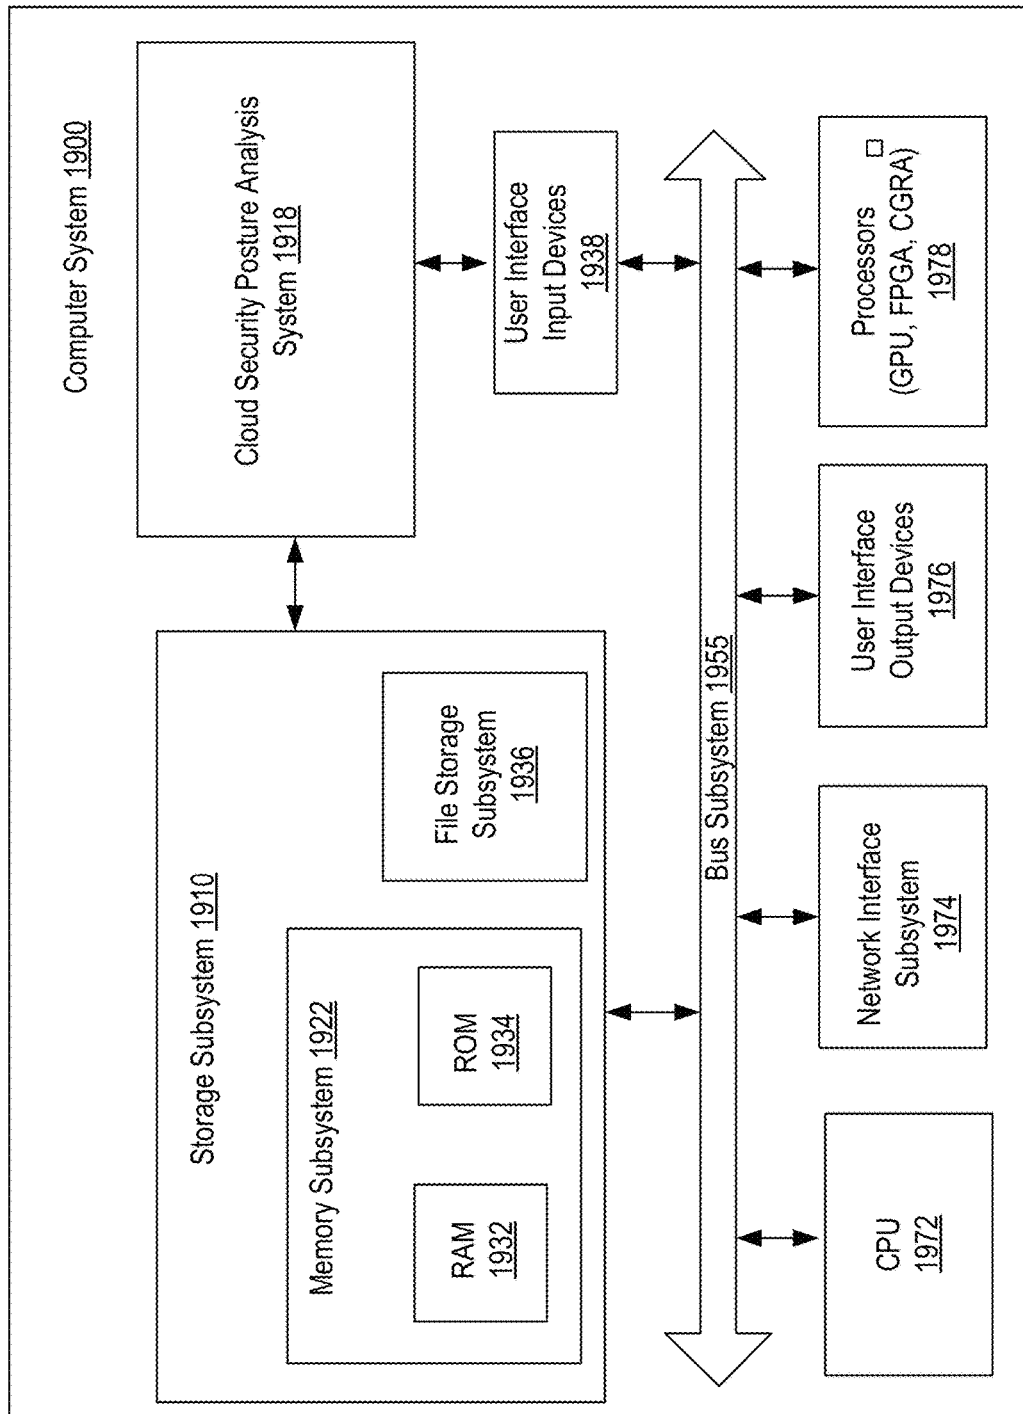 Computer System 1900
Storage Subsystem 1910
Memory Subsystem 1922
RAM
1932
ROM
1934
File Storage
Subsystem
1936
Cloud Security Posture Analysis
System 1918
User Interface
Input Devices
1938
Bus Subsystem 1955
CPU
1972
Network Interface
Subsystem
1974
User Interface
Output Devices
1976
Processors
(GPU, FPGA, CGRA)
1978